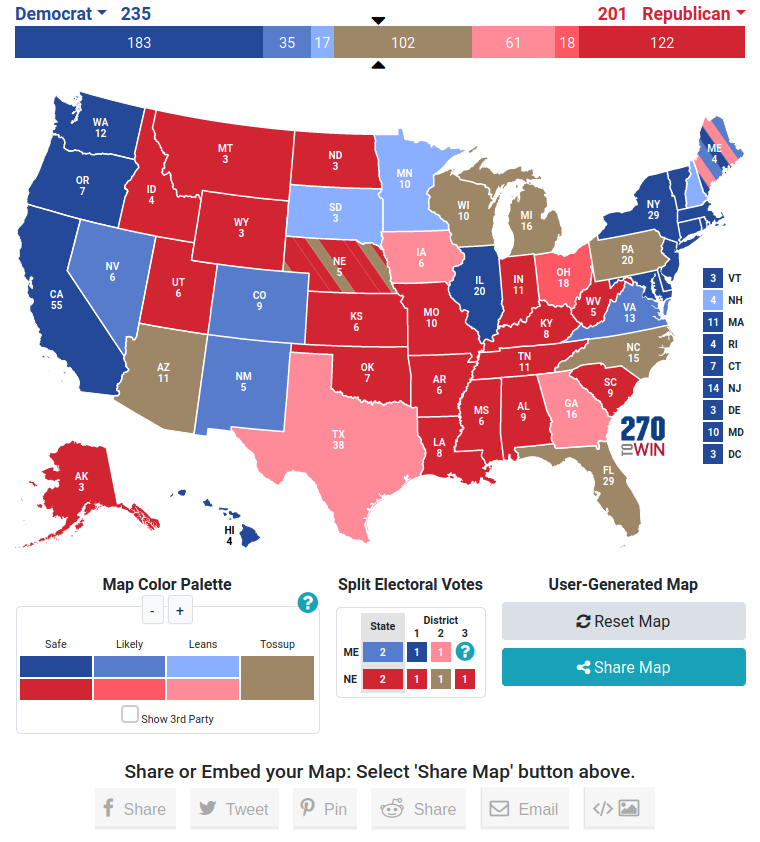 Democrat 235
201 Republican
183 35 17 102 61 18 122
WA
12
OR
7
CA
55
NV
6
ID
4
MT
3
WY
3
UT
6
AZ
11
CO
9
NM
5
ND
3
SD
3
NE
5
KS
6
OK
7
TX
38
MN
10
IA
6
MO
10
AR
6
LA
8
WI
10
IL
20
MI
16
IN
11
OH
18
KY
8
TN
11
MS
6
AL
9
GA
16
FL
29
SC
9
NC
15
VA
13
WV
5
PA
20
NY
29
ME
4
AK
3
HI
4
3 VT
4 NH
11 MA
4 RI
7 CT
14 NJ
3 DE
10 MD
3 DC
270
TO WIN
Map Color Palette
- +
?
Safe Likely Leans Tossup
Show 3rd Party
Split Electoral Votes
State District
1 2 3
ME 2 1 1 ?
NE 2 1 1 1
User-Generated Map
Reset Map
Share Map
Share or Embed your Map: Select 'Share Map' button above.
Share Tweet Pin Share Email </>